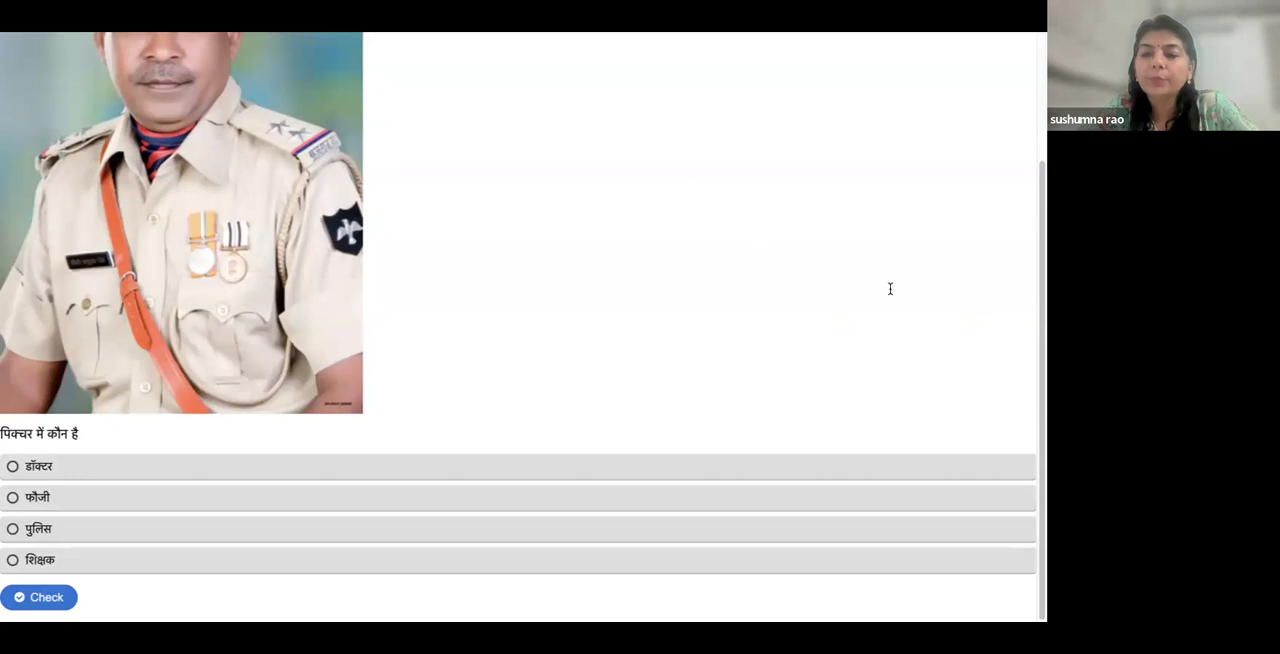 sushumna rao
पिक्चर में कौन है
डॉक्टर
फौजी
पुलिस
शिक्षक
Check